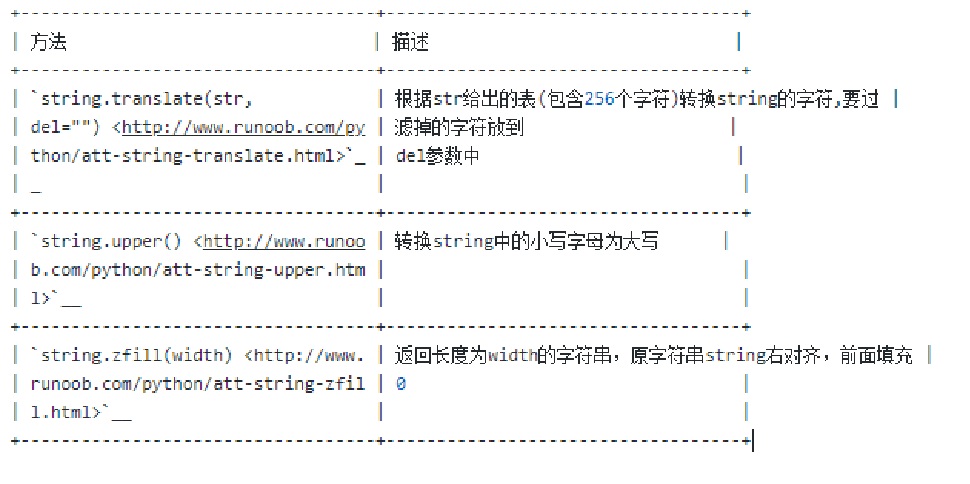 +----------------------------------+----------------------------------+
| 方法 | 描述 |
+----------------------------------+----------------------------------+
| `string.translate(str, | 根据str给出的表(包含256个字符)转换string的字符,要过 |
| del="") <http://www.runoob.com/py | 滤掉的字符放到 |
| thon/att-string-translate.html>`_ | del参数中 |
| _ | |
+----------------------------------+----------------------------------+
| `string.upper() <http://www.runoo | 转换string中的小写字母为大写 |
| b.com/python/att-string-upper.htm | |
| l>`__ | |
+----------------------------------+----------------------------------+
| `string.zfill(width) <http://www. | 返回长度为width的字符串，原字符串string右对齐，前面填充 |
| runoob.com/python/att-string-zfil | 0 |
| l.html>`__ | |
+----------------------------------+----------------------------------+